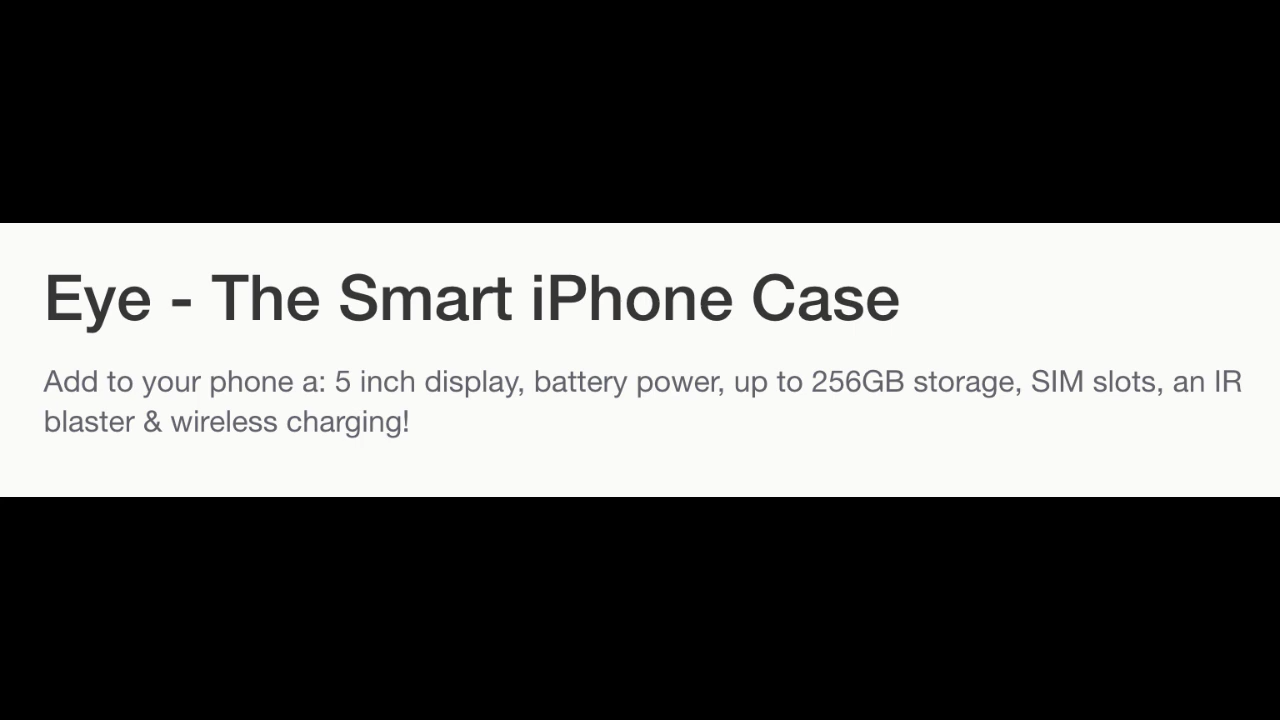 Eye - The Smart iPhone Case
Add to your phone a: 5 inch display, battery power, up to 256GB storage, SIM slots, an IR
blaster & wireless charging!